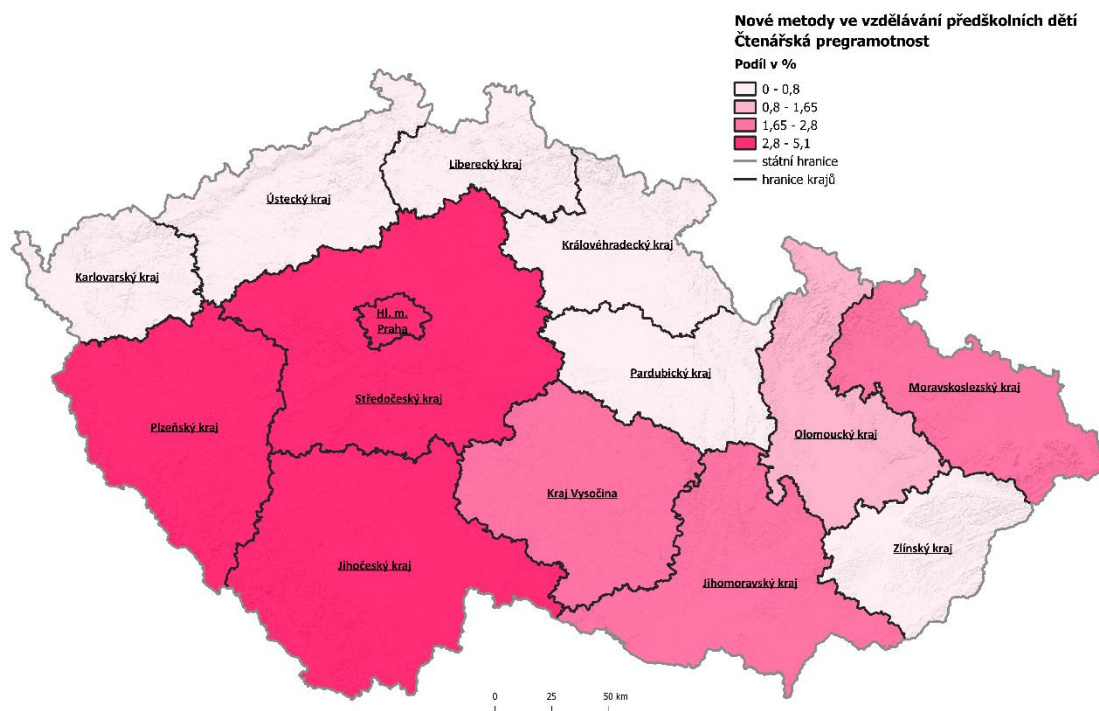 Nové metody ve vzdělávání předškolních dětí
Čtenářská pregramotnost
Podíl v %
0 - 0,8
0,8 - 1,65
1,65 - 2,8
2,8 - 5,1
státní hranice
hranice krajů
Liberecký kraj
Ústecký kraj
Královéhradecký kraj
Karlovarský kraj
Hl. m.
Praha
Pardubický kraj
Moravskoslezský kraj
Středočeský kraj
Plzeňský kraj
Olomoucký kraj
Kraj Vysočina
Zlínský kraj
Jihočeský kraj
Jihomoravský kraj
0 25 50 km